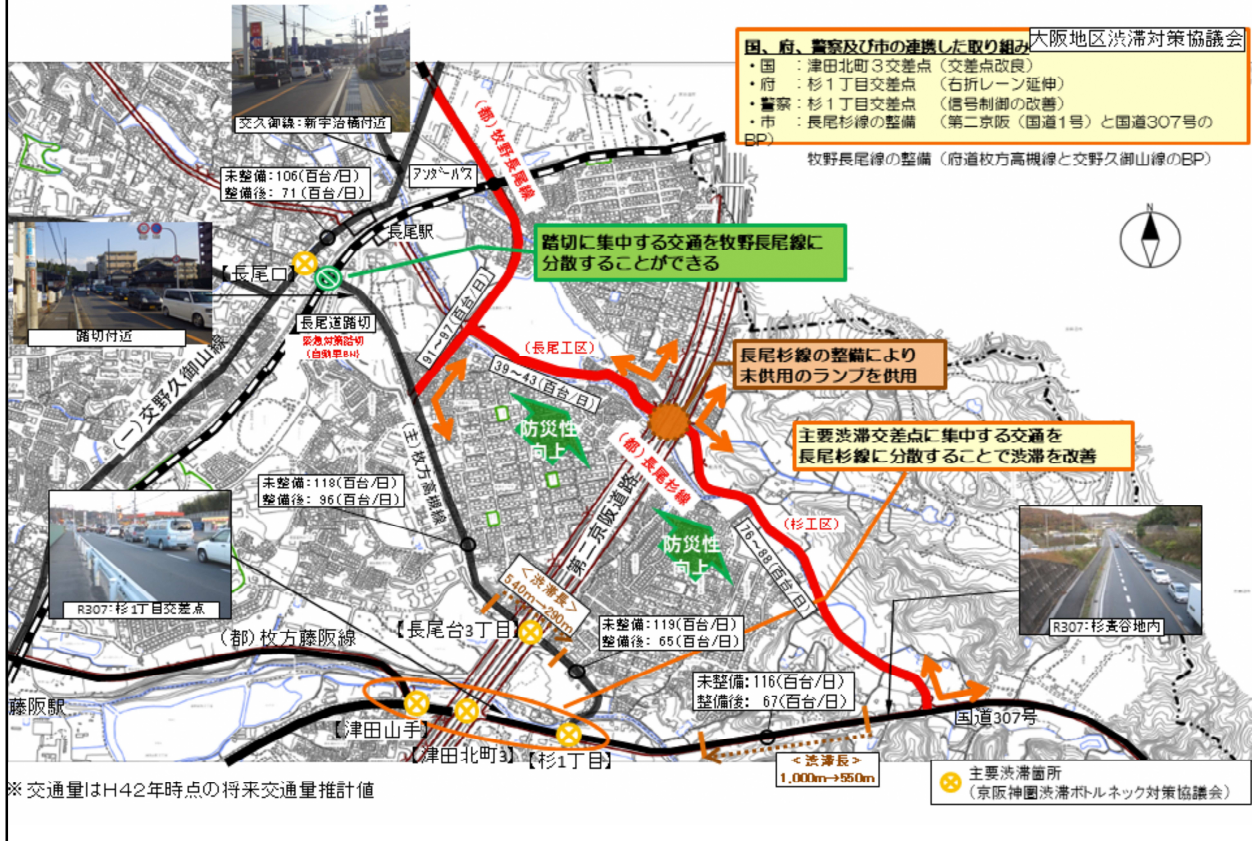 大阪地区渋滞対策協議会
国、府、警察及び市の連携した取り組み
・国　：津田北町３交差点（交差点改良）
・府　：杉１丁目交差点　（右折レーン延伸）
・警察：杉１丁目交差点　（信号制御の改善）
・市　：長尾杉線の整備　（第二京阪（国道1号）と国道307号の
BP）
牧野長尾線の整備（府道枚方高槻線と交野久御山線のBP）
N
交久御線：新宇治橋付近
(都)牧野長尾線
未整備:106(百台/日)
整備後: 71(百台/日)
ｱﾝﾀﾞｰﾊﾟｽ
長尾駅
踏切に集中する交通を牧野長尾線に
分散することができる
【長尾口】
踏切付近
長尾道踏切
緊急対策踏切
(自動車BN)
91～97(百台/日)
(長尾工区)
39～43(百台/日)
長尾杉線の整備により
未供用のランプを供用
(一)交野久御山線
防災性
向上
(都)長尾杉線
主要渋滞交差点に集中する交通を
長尾杉線に分散することで渋滞を改善
(主)枚方高槻線
未整備:118(百台/日)
整備後: 96(百台/日)
第二京阪道路
(杉工区)
76～88(百台/日)
防災性
向上
R307:杉1丁目交差点
R307:杉責谷地内
＜渋滞長＞
540m→290m
【長尾台3丁目】
未整備:119(百台/日)
整備後: 65(百台/日)
(都)枚方藤阪線
未整備:116(百台/日)
整備後: 67(百台/日)
藤阪駅
国道307号
【津田山手】
【津田北町3】
【杉1丁目】
＜渋滞長＞
1,000m→550m
※交通量はH42年時点の将来交通量推計値
主要渋滞箇所
（京阪神圏渋滞ボトルネック対策協議会）